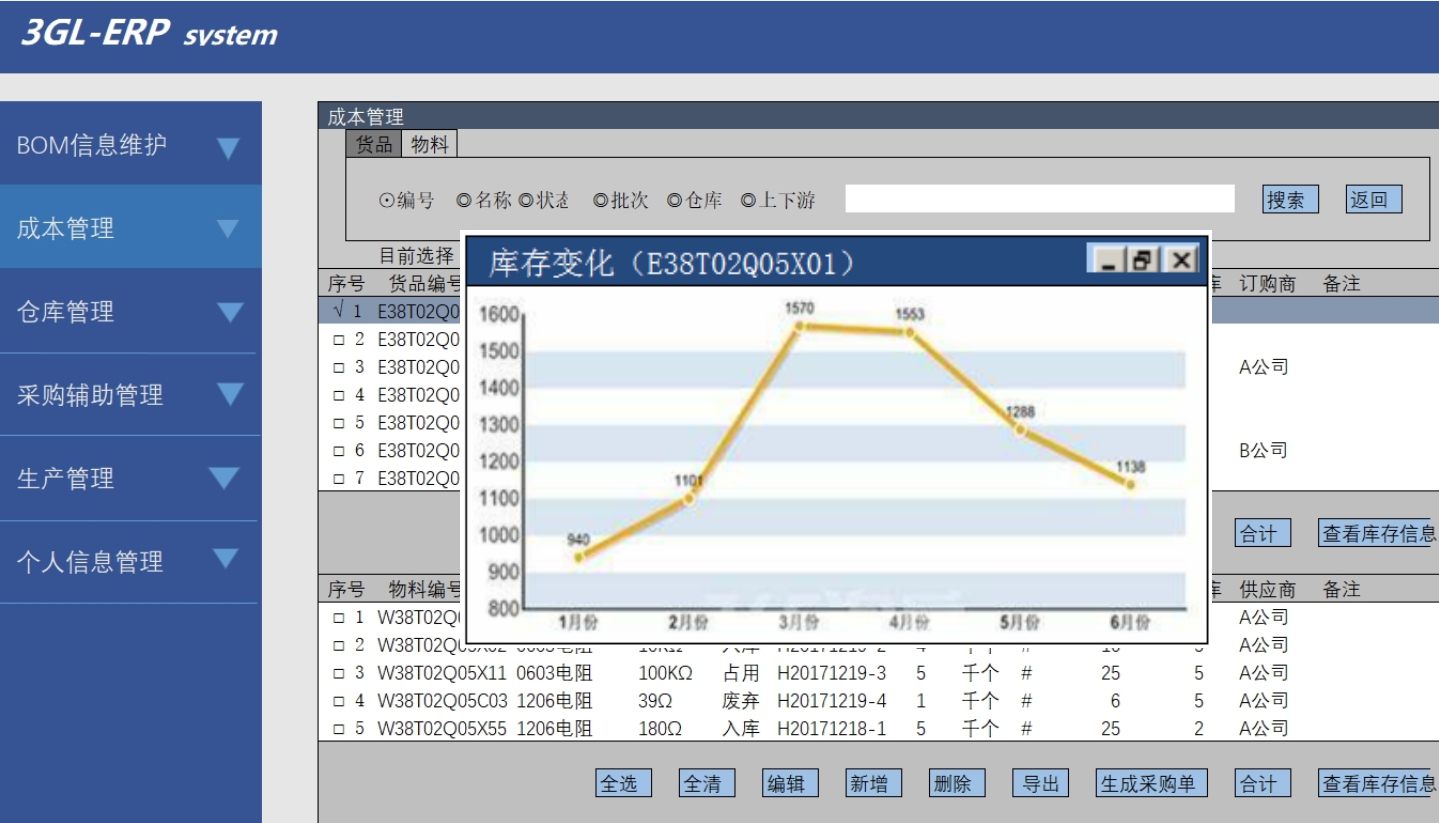 3GL-ERP system
BOM信息维护
成本管理
仓库管理
采购辅助管理
生产管理
个人信息管理
成本管理
货品 物料
⊙编号 ◎名称 ◎状态 ◎批次 ◎仓库 ◎上下游 搜索 返回
目前选择
序号 货品编号 订购商 备注
√ 1 E38T02Q0
□ 2 E38T02Q0
□ 3 E38T02Q0 A公司
□ 4 E38T02Q0
□ 5 E38T02Q0
□ 6 E38T02Q0 B公司
□ 7 E38T02Q0
合计 查看库存信息
库存变化（E38T02Q05X01）
1600
1500
1400
1300
1200
1100
1000
900
800
940
1101
1570
1553
1288
1138
1月份 2月份 3月份 4月份 5月份 6月份
序号 物料编号 供应商 备注
□ 1 W38T02Q A公司
□ 2 W38T02Q05X02 0603电阻 10KΩ 入库 H20171219-2 4 千个 # 16 5 A公司
□ 3 W38T02Q05X11 0603电阻 100KΩ 占用 H20171219-3 5 千个 # 25 5 A公司
□ 4 W38T02Q05C03 1206电阻 39Ω 废弃 H20171219-4 1 千个 # 6 5 A公司
□ 5 W38T02Q05X55 1206电阻 180Ω 入库 H20171218-1 5 千个 # 25 2 A公司
全选 全清 编辑 新增 删除 导出 生成采购单 合计 查看库存信息